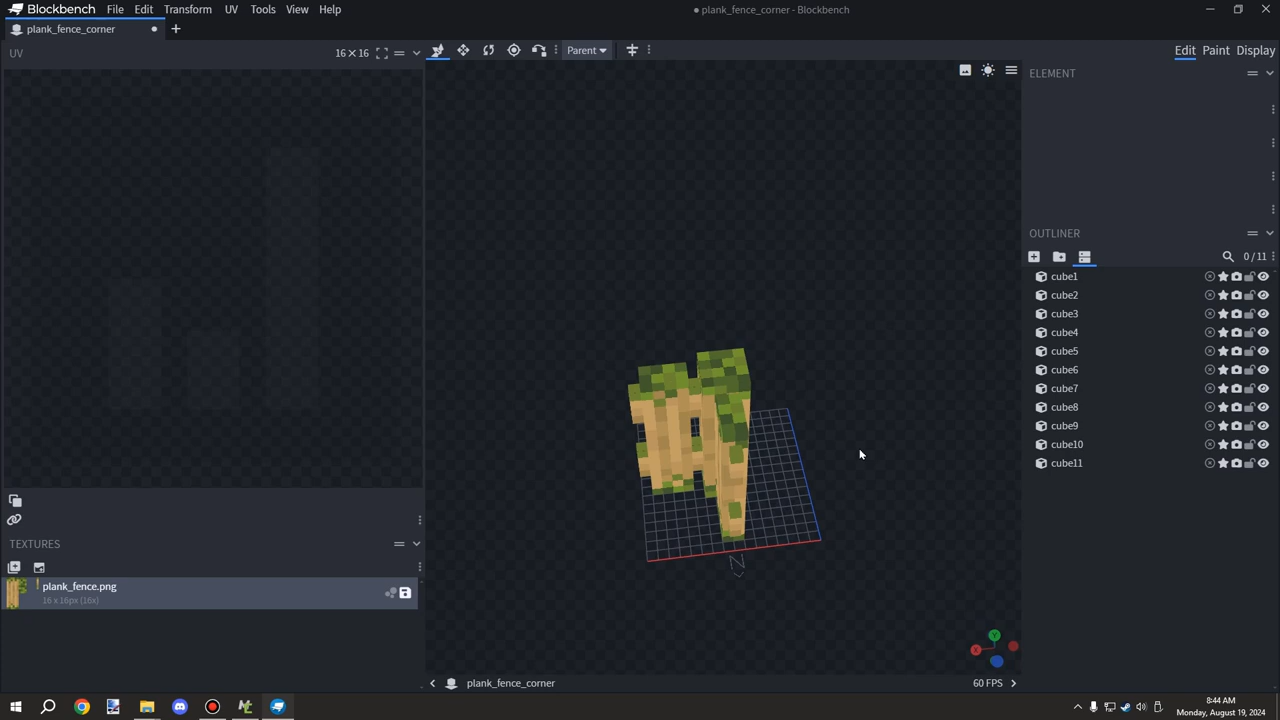 Blockbench File Edit Transform UV Tools View Help
plank_fence_corner - Blockbench
plank_fence_corner
UV
16×16
Parent
Edit Paint Display
ELEMENT
OUTLINER
0/11
cube1
cube2
cube3
cube4
cube5
cube6
cube7
cube8
cube9
cube10
cube11
N
TEXTURES
plank_fence.png
16 x 16px (16x)
X
Y
plank_fence_corner
60 FPS
8:44 AM
Monday, August 19, 2024